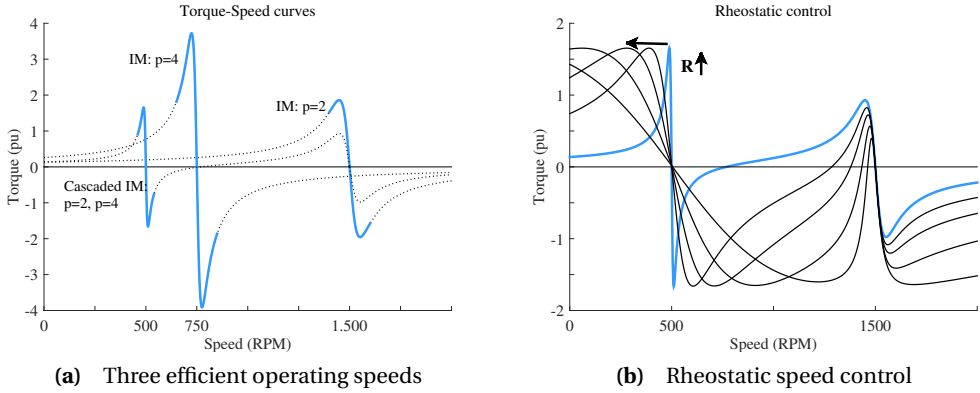 Torque-Speed curves
4
3
2
1
0
-1
-2
-3
-4
Torque (pu)
IM: p=4
IM: p=2
Cascaded IM:
p=2, p=4
0
500
750
1.500
Speed (RPM)
(a) Three efficient operating speeds
Rheostatic control
2
1
0
-1
-2
Torque (pu)
R
0
500
1500
Speed (RPM)
(b) Rheostatic speed control